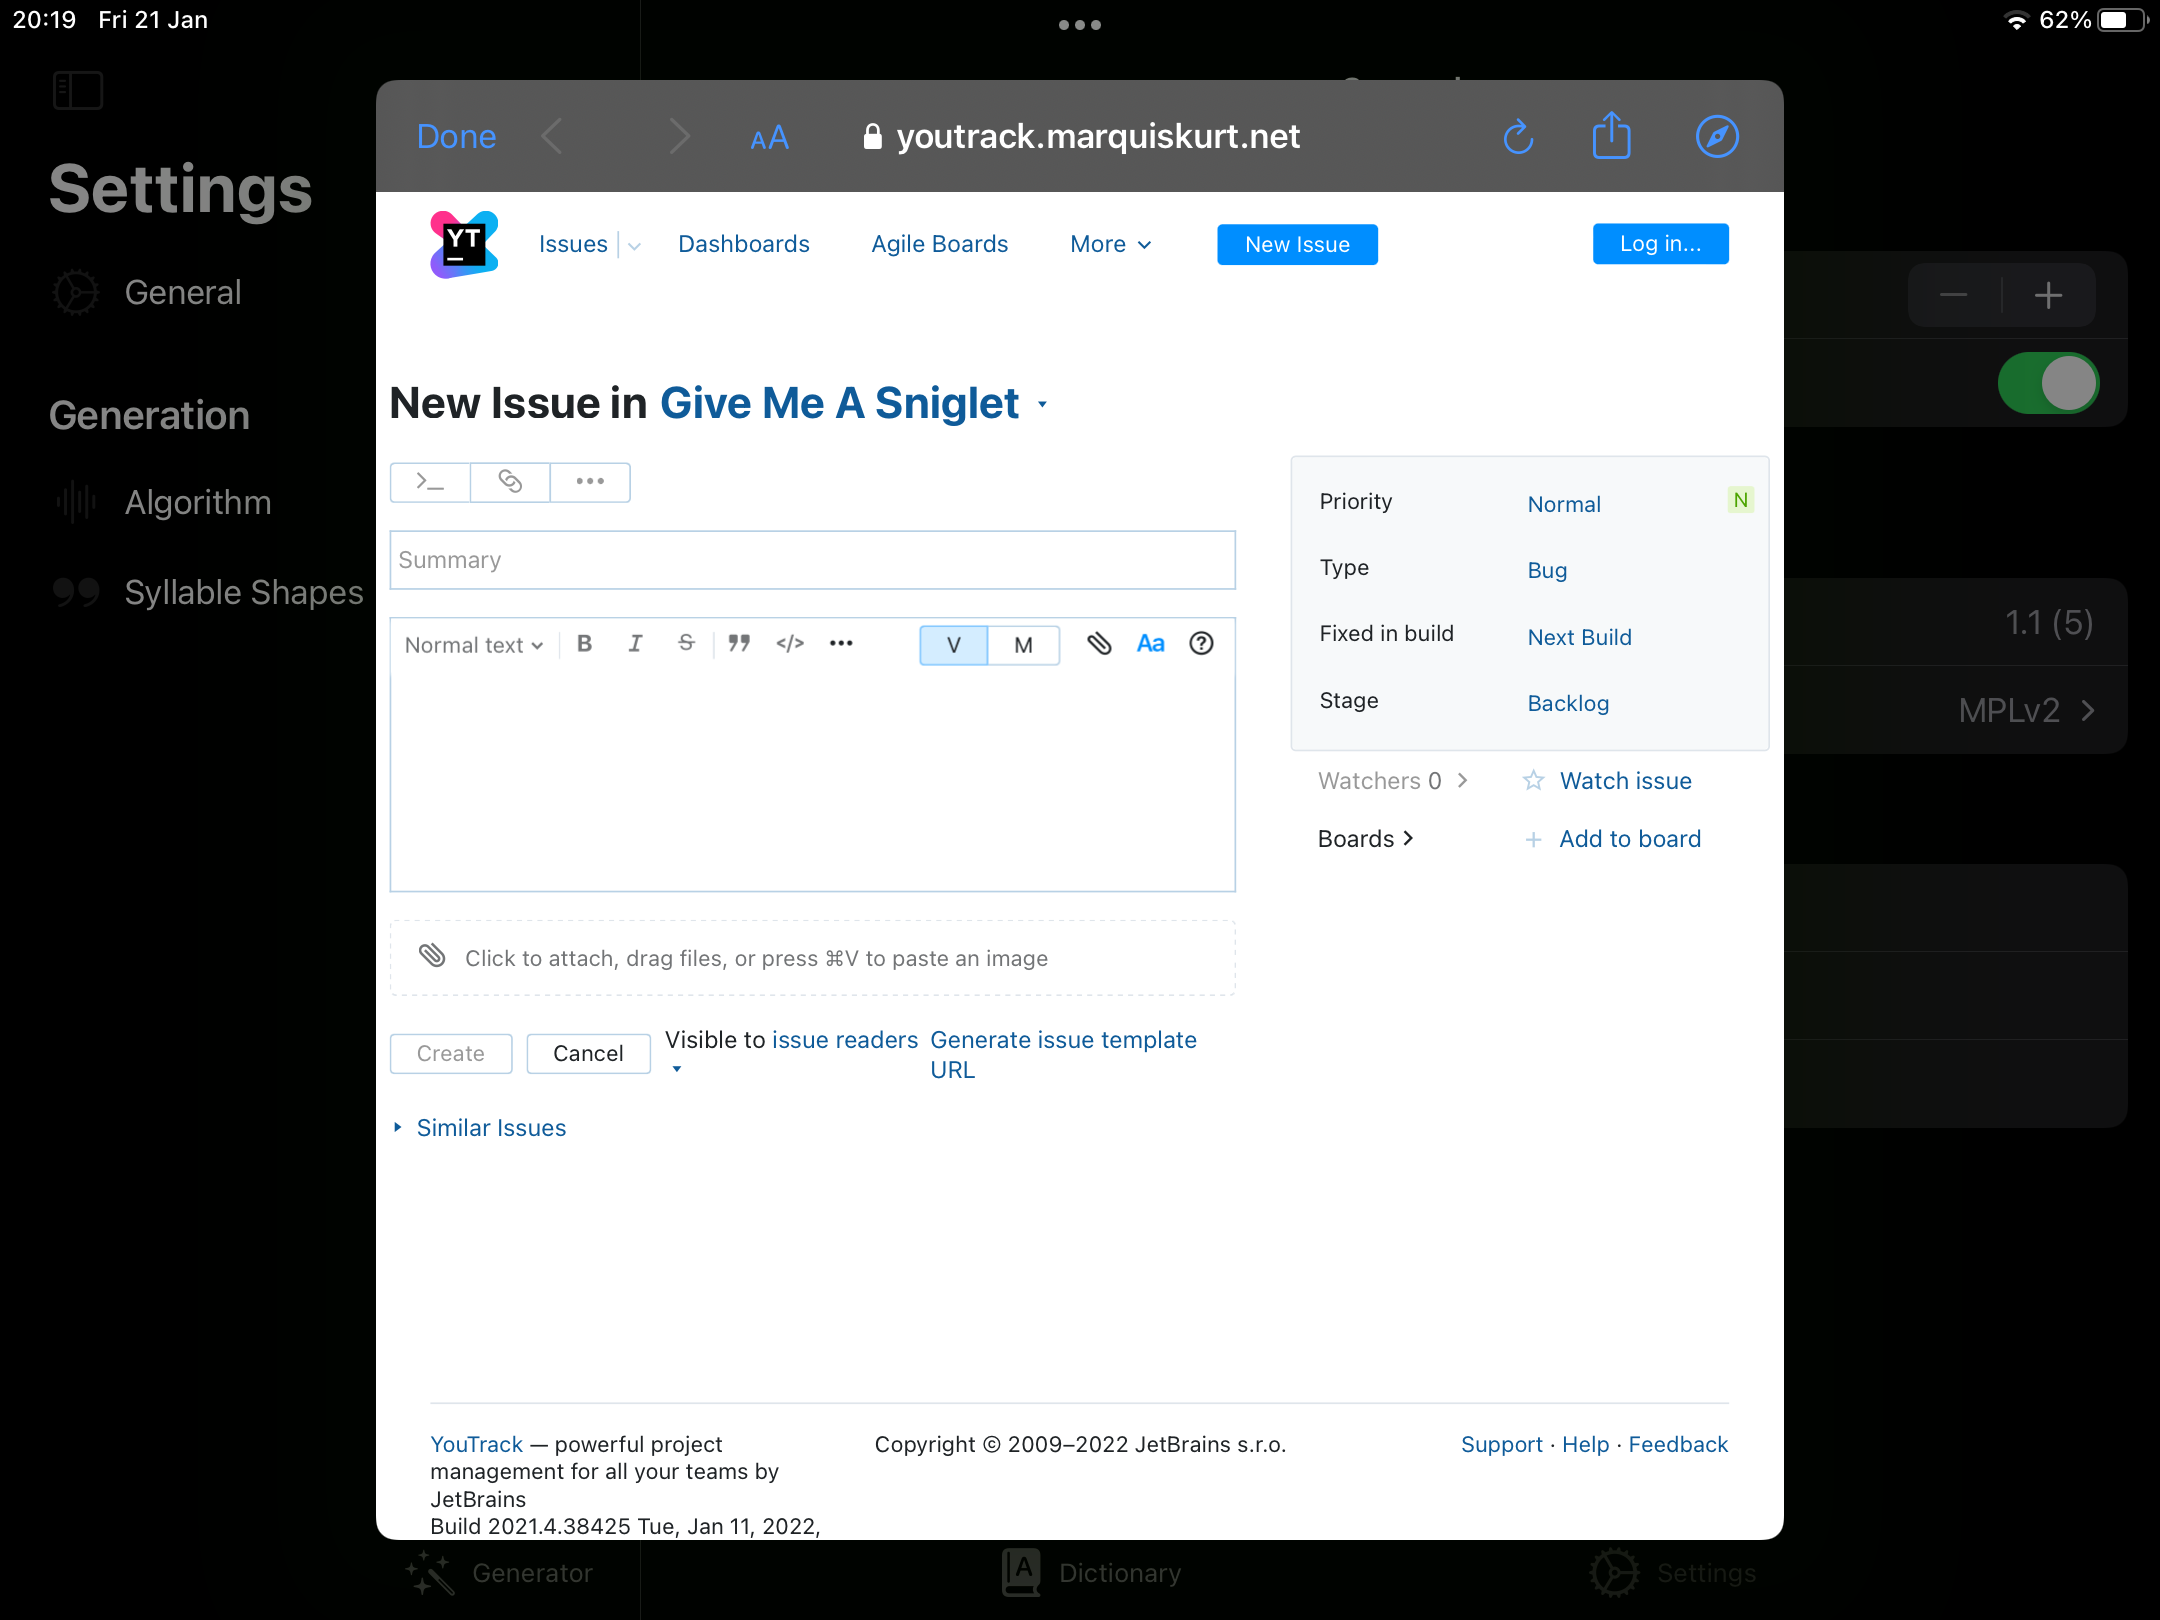 20:19 Fri 21 Jan
62%
Settings
General
Generation
Algorithm
Syllable Shapes
Done
AA
youtrack.marquiskurt.net
YT
Issues
Dashboards
Agile Boards
More
New Issue
Log in...
New Issue in Give Me A Sniglet
Summary
Normal text
B I S
V M
Aa
Click to attach, drag files, or press ⌘V to paste an image
Create
Cancel
Visible to issue readers
Generate issue template
URL
Similar Issues
Priority Normal N
Type Bug
Fixed in build Next Build
Stage Backlog
Watchers 0 Watch issue
Boards Add to board
1.1 (5)
MPLv2
YouTrack — powerful project
management for all your teams by
JetBrains
Build 2021.4.38425 Tue, Jan 11, 2022,
Copyright © 2009–2022 JetBrains s.r.o.
Support · Help · Feedback
Generator
Dictionary
Settings